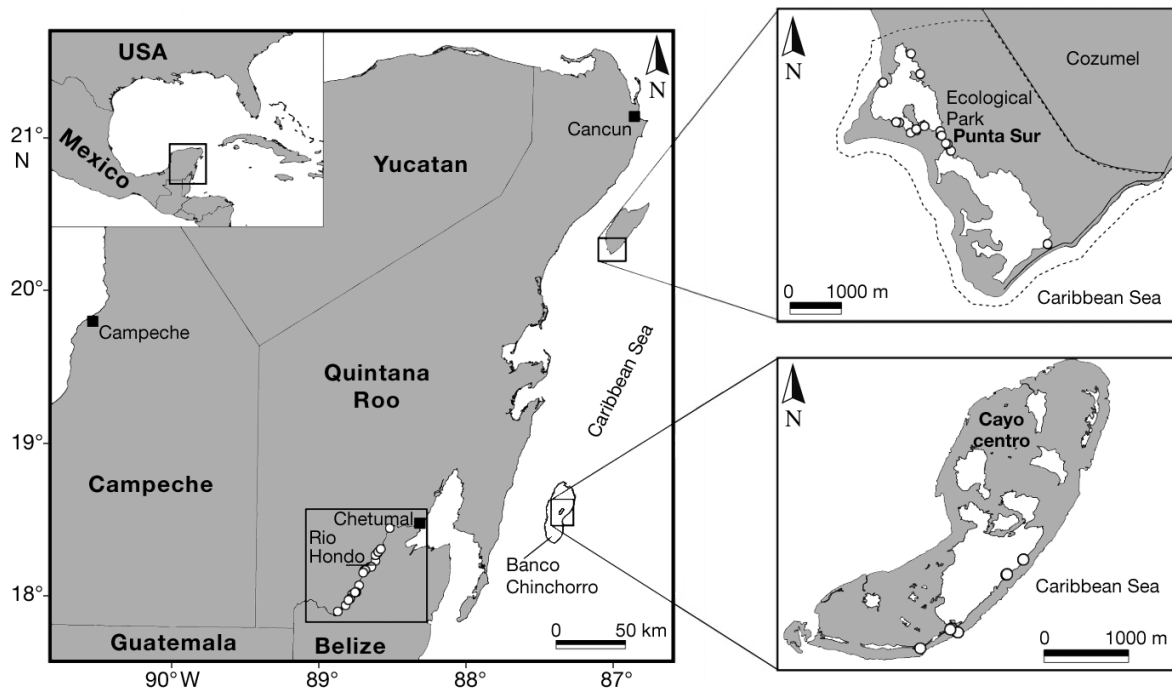 USA
Mexico
N
Cancun
Yucatan
21°
N
20°
19°
18°
Campeche
Quintana
Roo
Caribbean Sea
Campeche
Chetumal
Rio
Hondo
Banco
Chinchorro
Guatemala
Belize
0 50 km
90°W
89°
88°
87°
N
Cozumel
Ecological
Park
Punta Sur
0 1000 m
Caribbean Sea
N
Cayo
centro
Caribbean Sea
0 1000 m